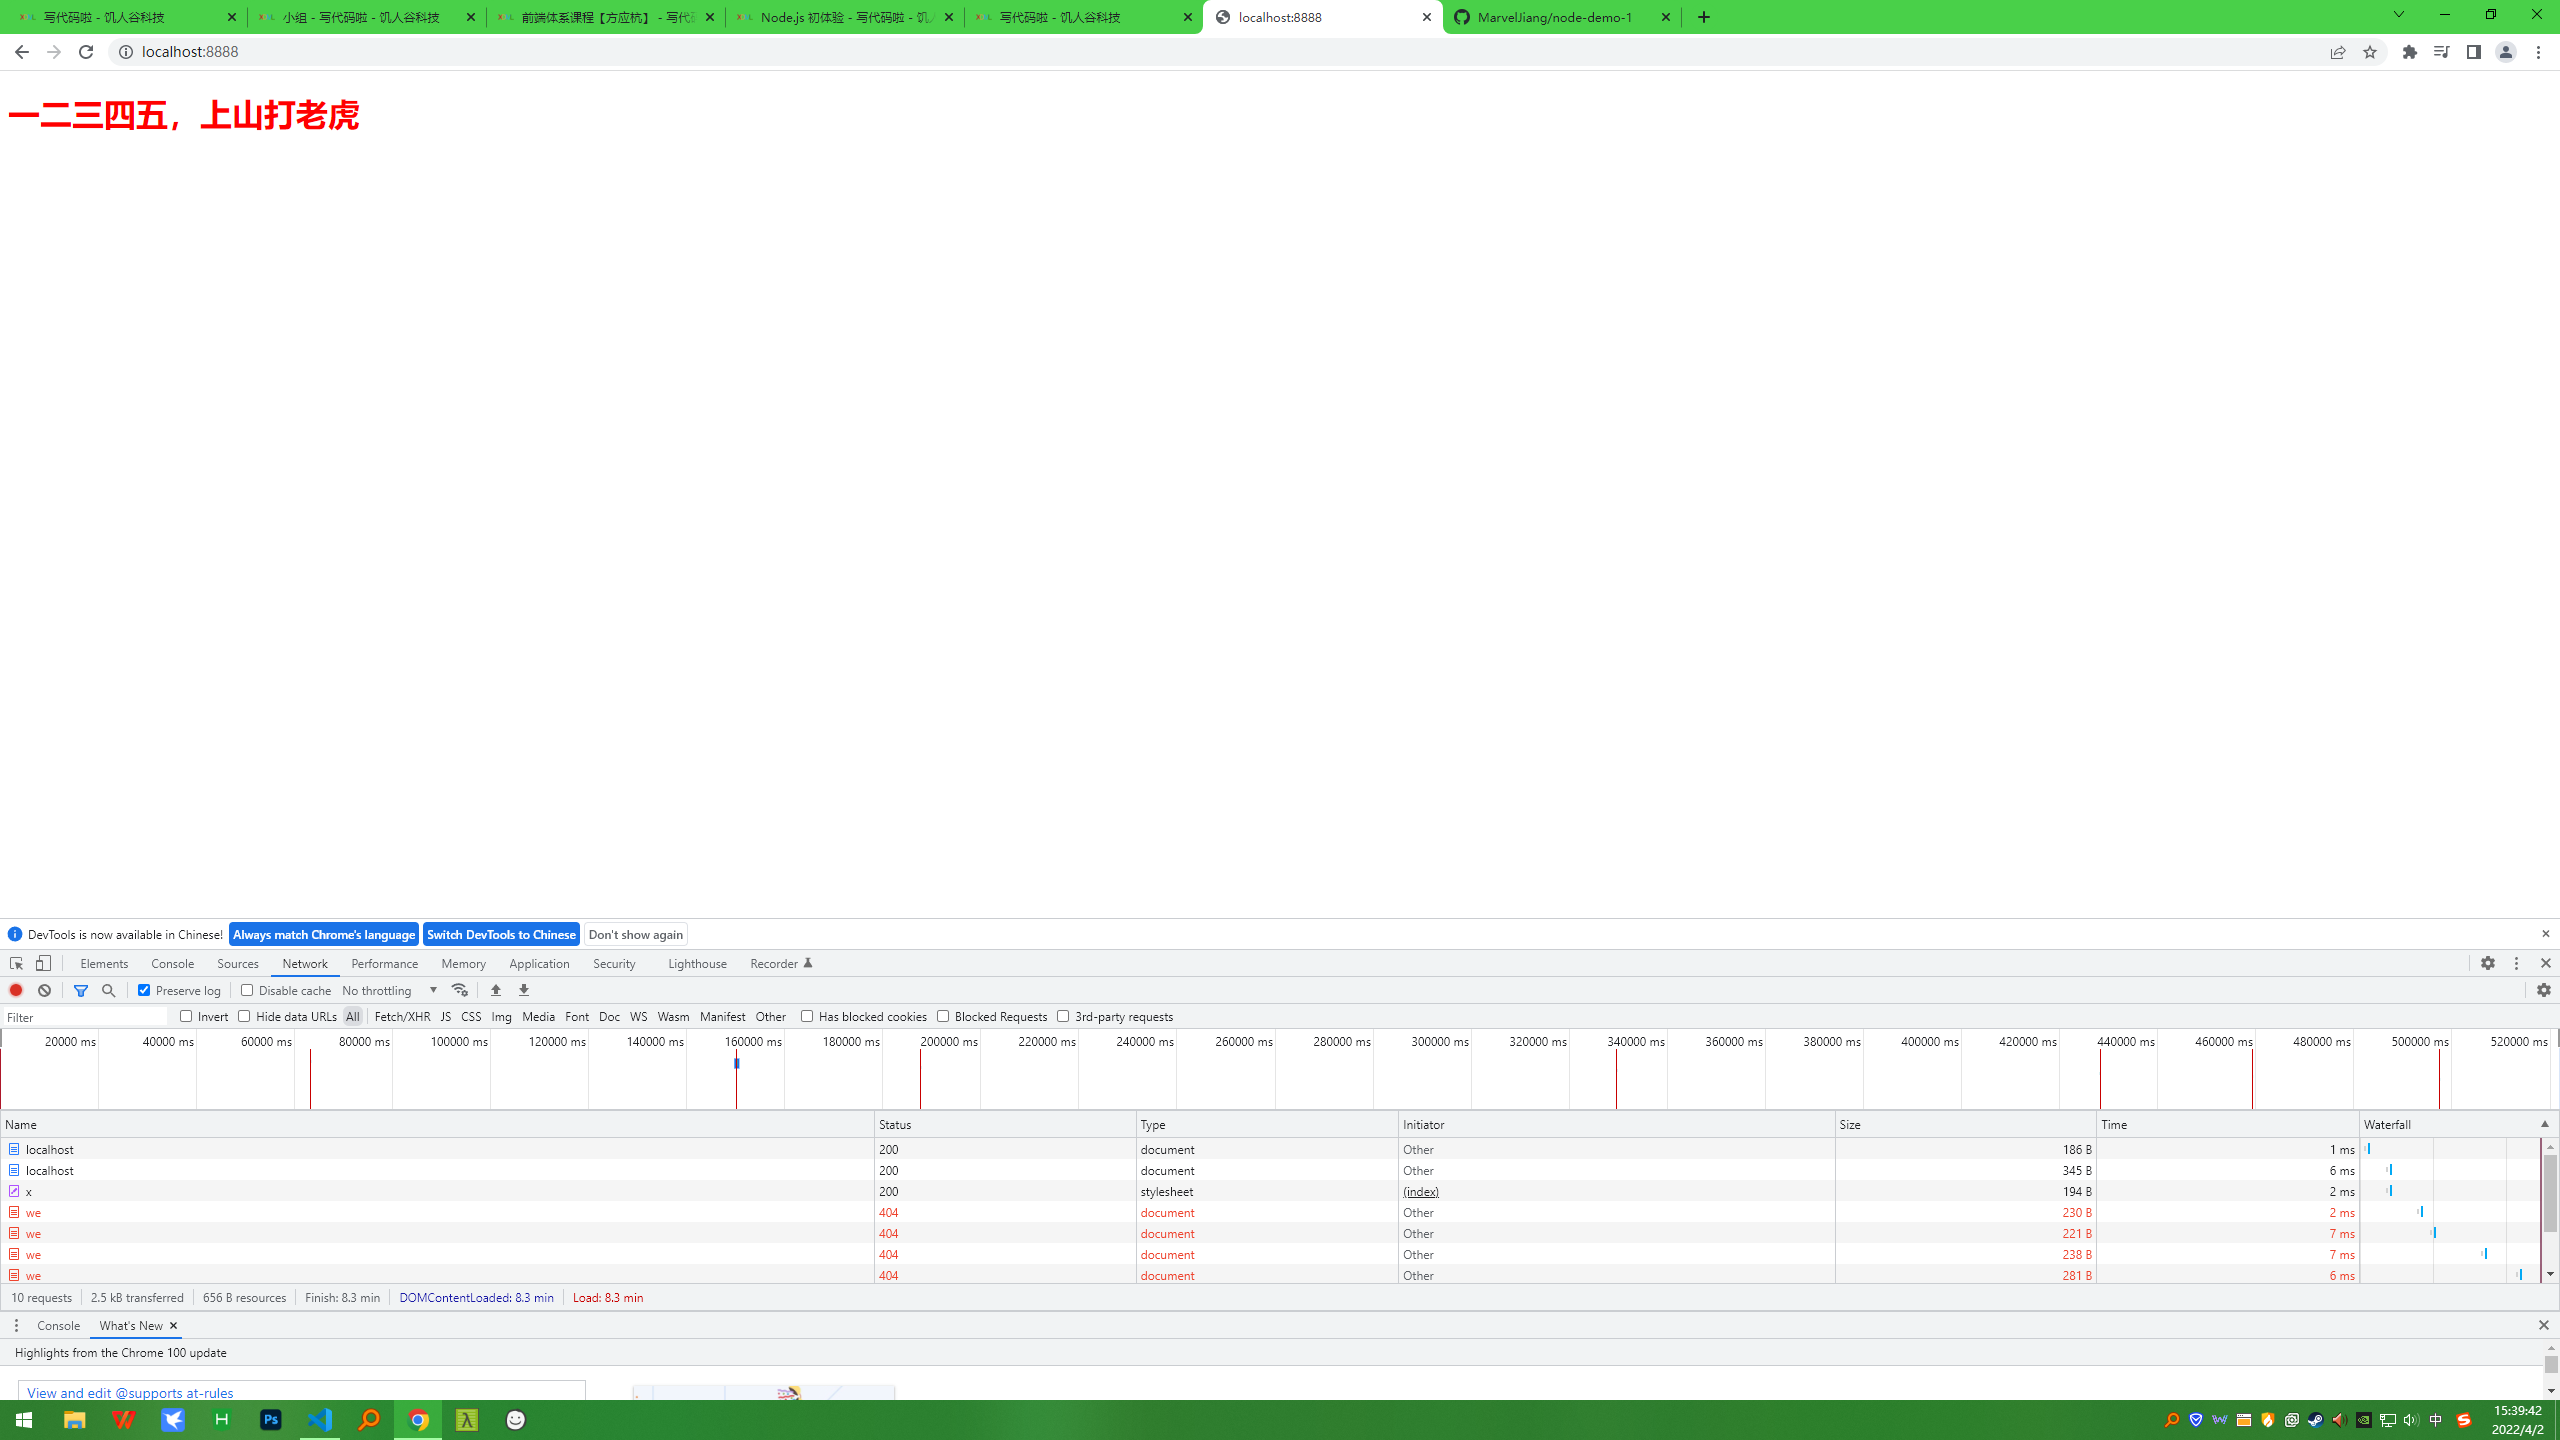 写代码啦 - 饥人谷科技
小组 - 写代码啦 - 饥人谷科技
前端体系课程【方应杭】 - 写代码
Node.js 初体验 - 写代码啦 - 饥
写代码啦 - 饥人谷科技
localhost:8888
MarvelJiang/node-demo-1
localhost:8888
一二三四五，上山打老虎
DevTools is now available in Chinese! Always match Chrome's language Switch DevTools to Chinese Don't show again
Elements Console Sources Network Performance Memory Application Security Lighthouse Recorder
Preserve log Disable cache No throttling
Filter Invert Hide data URLs All Fetch/XHR JS CSS Img Media Font Doc WS Wasm Manifest Other Has blocked cookies Blocked Requests 3rd-party requests
20000 ms 40000 ms 60000 ms 80000 ms 100000 ms 120000 ms 140000 ms 160000 ms 180000 ms 200000 ms 220000 ms 240000 ms 260000 ms 280000 ms 300000 ms 320000 ms 340000 ms 360000 ms 380000 ms 400000 ms 420000 ms 440000 ms 460000 ms 480000 ms 500000 ms 520000 ms
Name Status Type Initiator Size Time Waterfall
localhost 200 document Other 186 B 1 ms
localhost 200 document Other 345 B 6 ms
x 200 stylesheet (index) 194 B 2 ms
we 404 document Other 230 B 2 ms
we 404 document Other 221 B 7 ms
we 404 document Other 238 B 7 ms
we 404 document Other 281 B 6 ms
10 requests 2.5 kB transferred 656 B resources Finish: 8.3 min DOMContentLoaded: 8.3 min Load: 8.3 min
Console What's New
Highlights from the Chrome 100 update
View and edit @supports at-rules
H Ps λ 中 S
15:39:42
2022/4/2